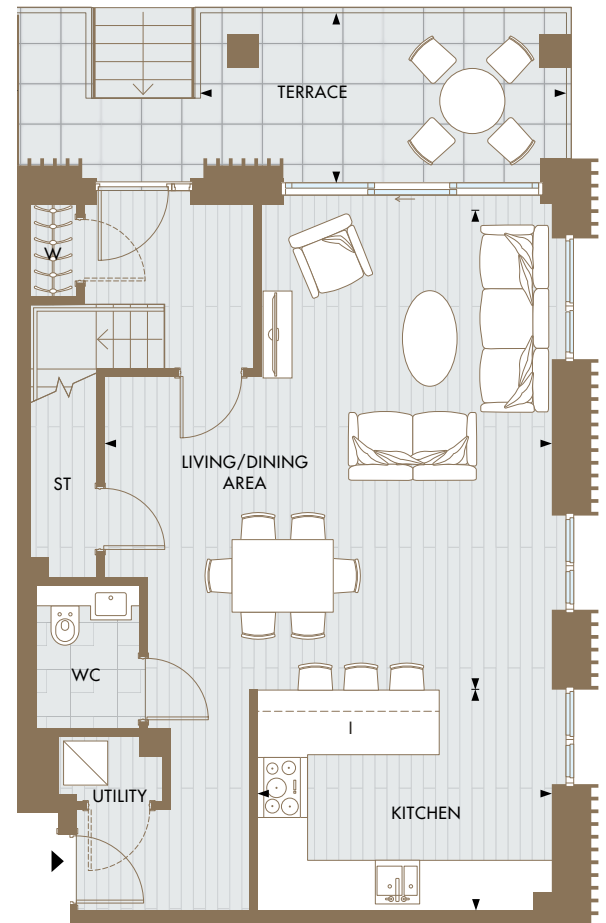 TERRACE
W
LIVING/DINING
AREA
ST
WC
I
UTILITY
KITCHEN